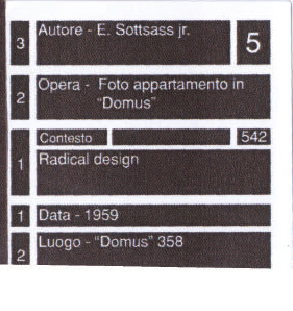 3 Autore - E. Sottsass jr. 5
2 Opera - Foto appartamento in
"Domus"
Contesto 542
1 Radical design
1 Data - 1959
2 Luogo - "Domus" 358